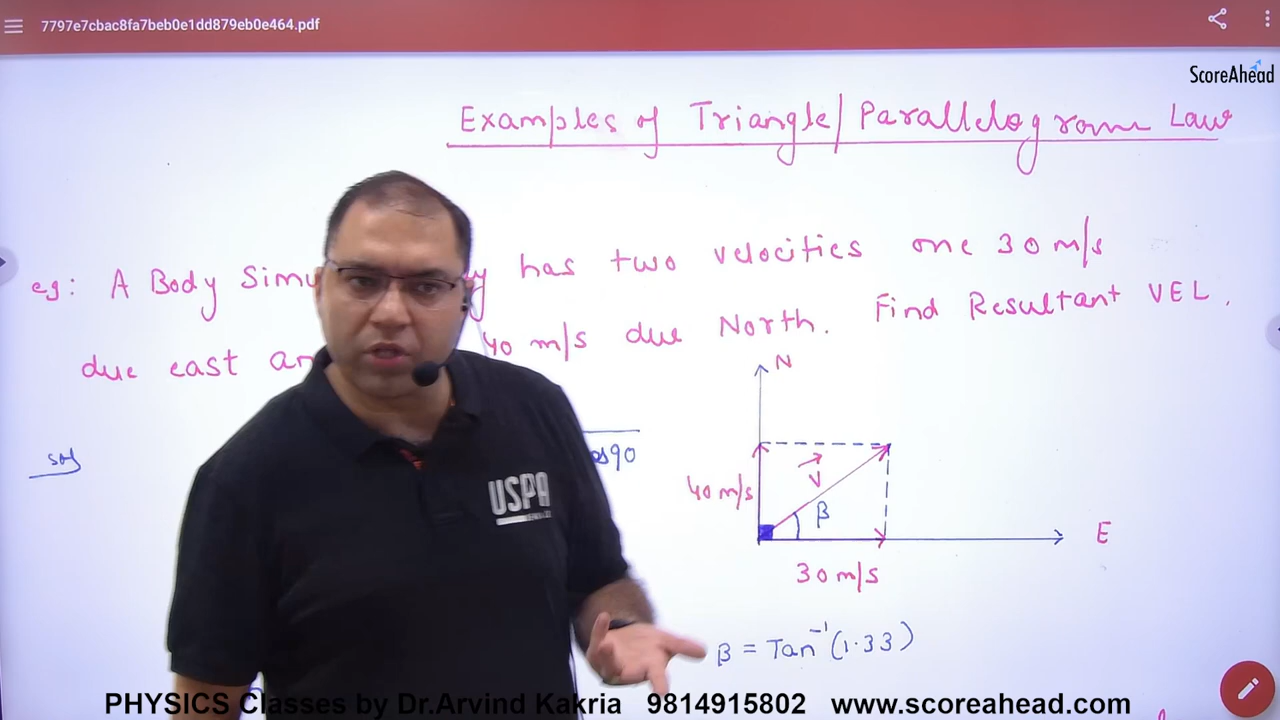 7797e7cbac8fa7beb0e1dd879eb0e464.pdf
ScoreAhead
Examples of Triangle/Parallelogram Law
eg: A Body has two velocities one 30 m/s
due east 40 m/s due North. Find Resultant VEL.
N
sol
40 m/s
V
β
E
30 m/s
USPA
β = Tan⁻¹(1.33)
PHYSICS Classes by Dr.Arvind Kakria 9814915802 www.scoreahead.com